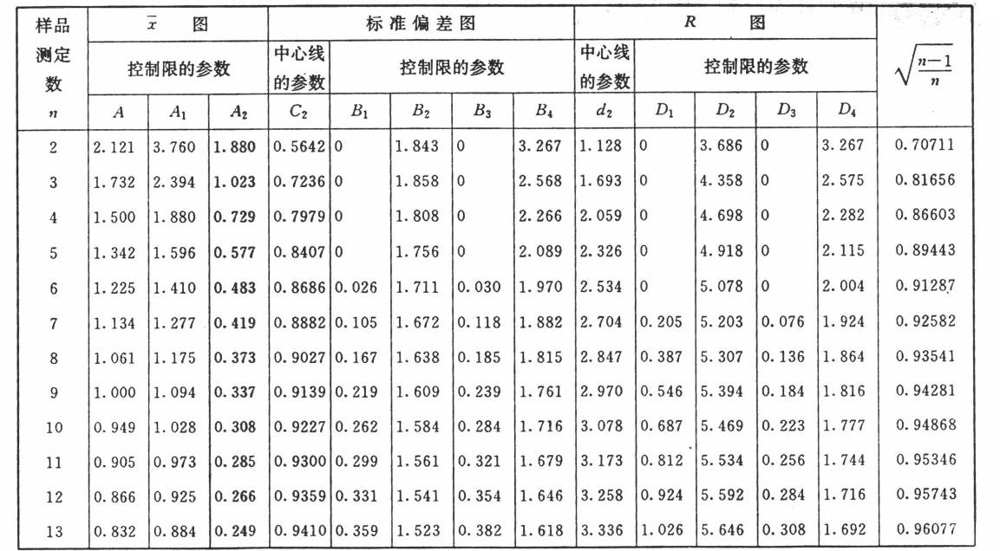 样品 x̄ 图 标准偏差图 R 图
测定 控制限的参数 中心线 控制限的参数 中心线 控制限的参数 √((n−1)/n)
数 的参数 的参数
n A A₁ A₂ C₂ B₁ B₂ B₃ B₄ d₂ D₁ D₂ D₃ D₄
2 2.121 3.760 1.880 0.5642 0 1.843 0 3.267 1.128 0 3.686 0 3.267 0.70711
3 1.732 2.394 1.023 0.7236 0 1.858 0 2.568 1.693 0 4.358 0 2.575 0.81656
4 1.500 1.880 0.729 0.7979 0 1.808 0 2.266 2.059 0 4.698 0 2.282 0.86603
5 1.342 1.596 0.577 0.8407 0 1.756 0 2.089 2.326 0 4.918 0 2.115 0.89443
6 1.225 1.410 0.483 0.8686 0.026 1.711 0.030 1.970 2.534 0 5.078 0 2.004 0.91287
7 1.134 1.277 0.419 0.8882 0.105 1.672 0.118 1.882 2.704 0.205 5.203 0.076 1.924 0.92582
8 1.061 1.175 0.373 0.9027 0.167 1.638 0.185 1.815 2.847 0.387 5.307 0.136 1.864 0.93541
9 1.000 1.094 0.337 0.9139 0.219 1.609 0.239 1.761 2.970 0.546 5.394 0.184 1.816 0.94281
10 0.949 1.028 0.308 0.9227 0.262 1.584 0.284 1.716 3.078 0.687 5.469 0.223 1.777 0.94868
11 0.905 0.973 0.285 0.9300 0.299 1.561 0.321 1.679 3.173 0.812 5.534 0.256 1.744 0.95346
12 0.866 0.925 0.266 0.9359 0.331 1.541 0.354 1.646 3.258 0.924 5.592 0.284 1.716 0.95743
13 0.832 0.884 0.249 0.9410 0.359 1.523 0.382 1.618 3.336 1.026 5.646 0.308 1.692 0.96077